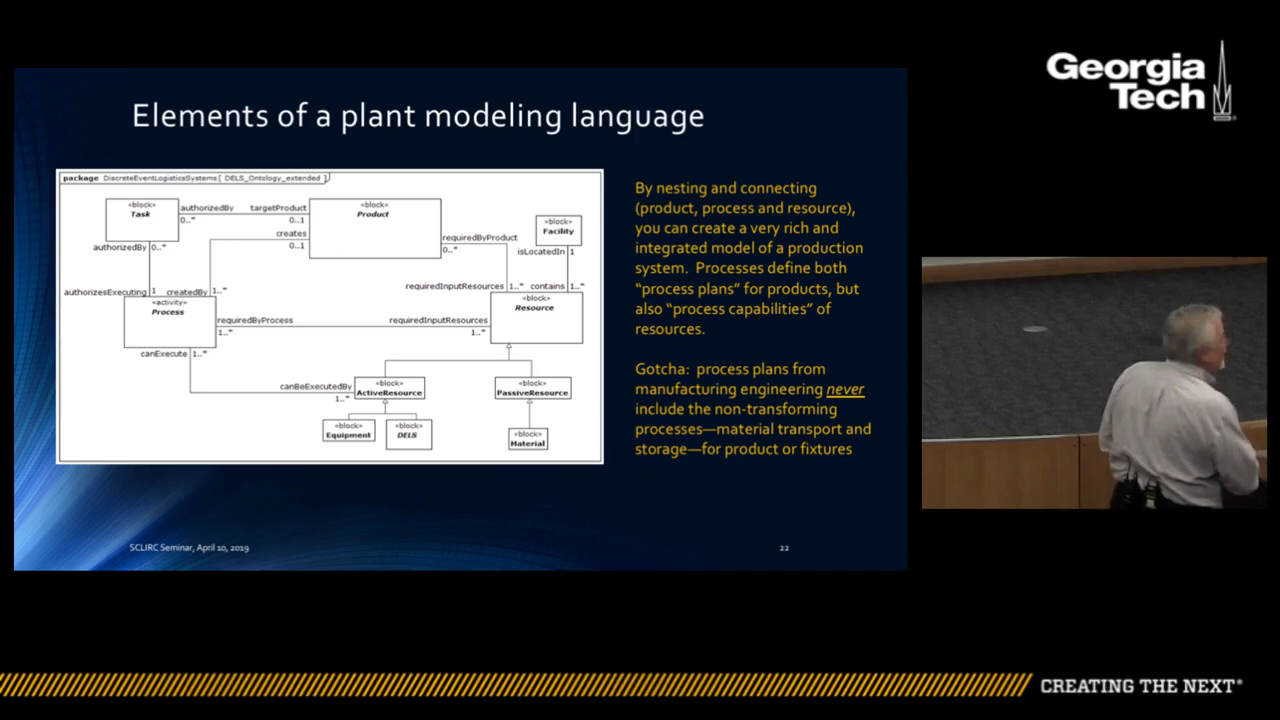 Georgia
Tech
Elements of a plant modeling language
package DiscreteEventLogisticsSystems[ DELS_Ontology_extended ]
«block»
Task
authorizedBy
0..*
targetProduct
0..1
«block»
Product
creates
0..1
«block»
Facility
requiredByProduct
0..*
isLocatedIn 1
authorizedBy 0..*
authorizesExecuting 1
createdBy 1..*
requiredInputResources 1..*
contains 1..*
«activity»
Process
«block»
Resource
requiredByProcess
1..*
requiredInputResources
1..*
canExecute 1..*
canBeExecutedBy
1..*
«block»
ActiveResource
«block»
PassiveResource
«block»
Equipment
«block»
DELS
«block»
Material
By nesting and connecting
(product, process and resource),
you can create a very rich and
integrated model of a production
system. Processes define both
“process plans” for products, but
also “process capabilities” of
resources.
Gotcha: process plans from
manufacturing engineering never
include the non-transforming
processes—material transport and
storage—for product or fixtures
SCLIRC Seminar, April 10, 2019
22
CREATING THE NEXT®